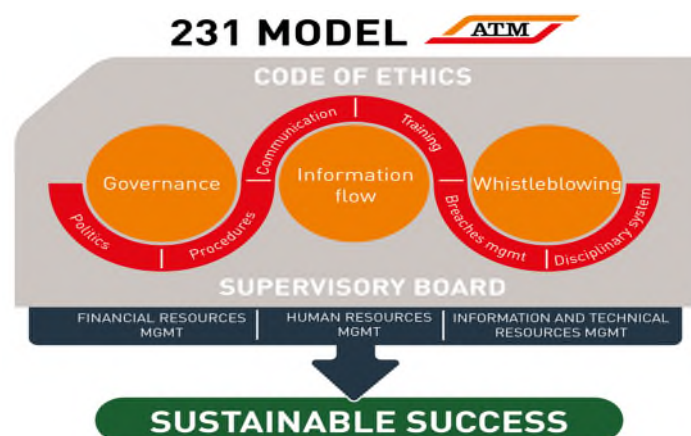 231 MODEL ATM
CODE OF ETHICS
Communication
Training
Governance
Information
flow
Whistleblowing
Politics
Procedures
Breaches mgmt
Disciplinary system
SUPERVISORY BOARD
FINANCIAL RESOURCES
MGMT
HUMAN RESOURCES
MGMT
INFORMATION AND TECHNICAL
RESOURCES MGMT
SUSTAINABLE SUCCESS